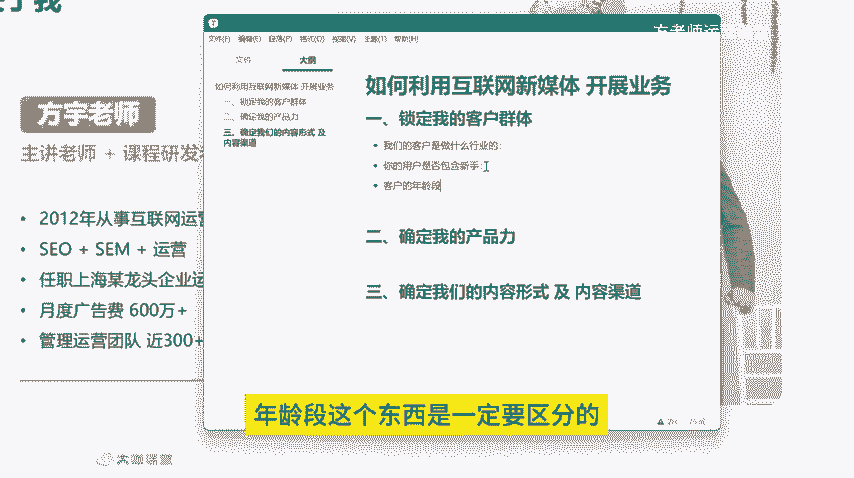 方宇老师
主讲老师 + 课程研发
2012年从事互联网运营
SEO + SEM + 运营
任职上海某龙头企业运
月度广告费 600万+
管理运营团队 近300+
方老师运
文件(F) 编辑(E) 段落(P) 格式(O) 视图(V) 主题(T) 帮助(H)
文件 大纲
如何利用互联网新媒体 开展业务
一、锁定我的客户群体
二、确定我的产品力
三、确定我们的内容形式 及
内容渠道
如何利用互联网新媒体 开展业务
一、锁定我的客户群体
我们的客户是做什么行业的：
你的用户是否包含新手：
客户的年龄段
二、确定我的产品力
三、确定我们的内容形式 及 内容渠道
年龄段这个东西是一定要区分的